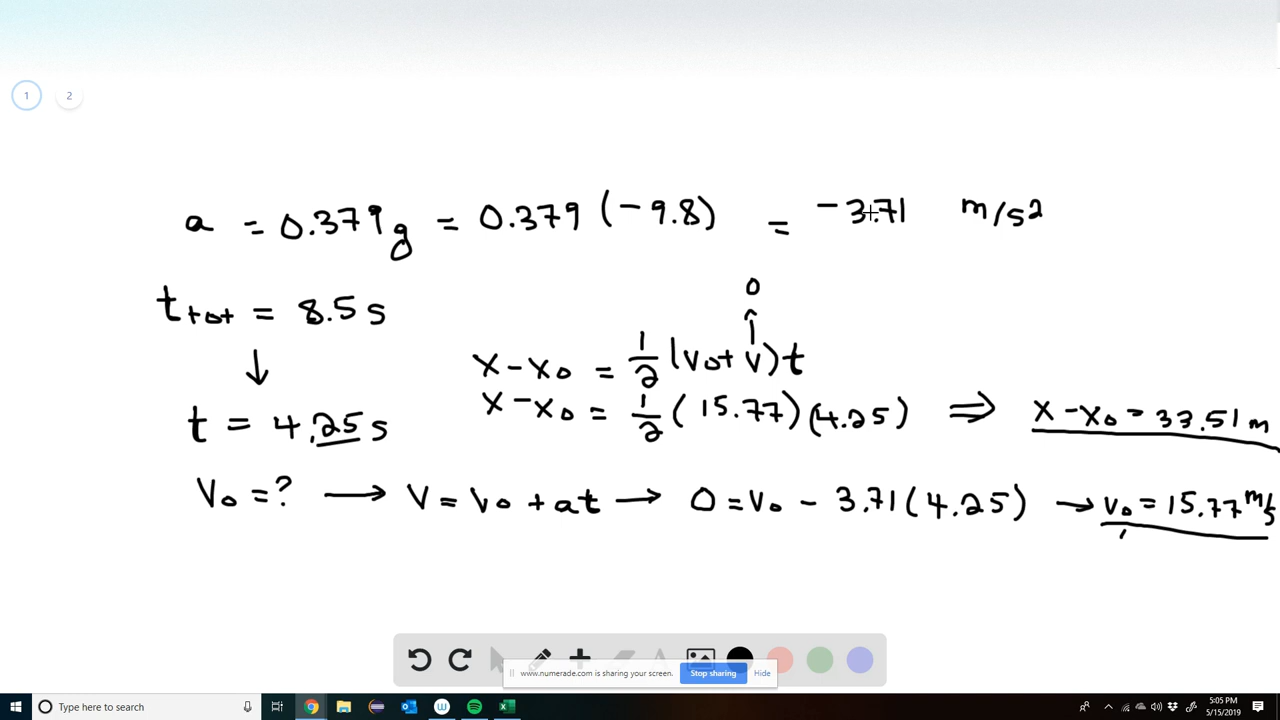 1 2
a = 0.379g = 0.379 (-9.8) = -3.71 m/s2
t tot = 8.5 s
0
↑
x-x0 = 1/2 (v0+v)t
↓
x-x0 = 1/2 (15.77)(4.25) ⇒ x-x0 = 33.51 m
t = 4.25 s
v0 = ? → v = v0 + at → 0 = v0 - 3.71(4.25) → v0 = 15.77 m/s
www.numerade.com is sharing your screen. Stop sharing Hide
Type here to search
5:05 PM
5/15/2019